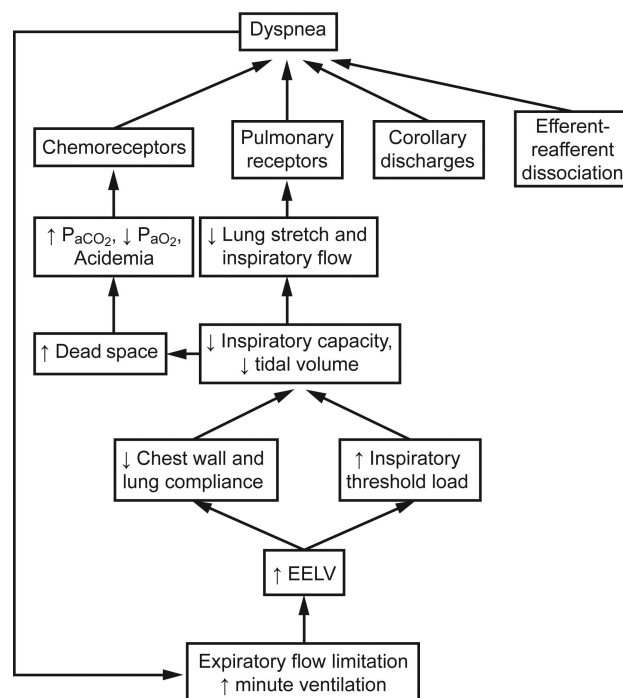 Dyspnea
Chemoreceptors
Pulmonary
receptors
Corollary
discharges
Efferent-
reafferent
dissociation
↑ PaCO2, ↓ PaO2,
Acidemia
↓ Lung stretch and
inspiratory flow
↑ Dead space
↓ Inspiratory capacity,
↓ tidal volume
↓ Chest wall and
lung compliance
↑ Inspiratory
threshold load
↑ EELV
Expiratory flow limitation
↑ minute ventilation